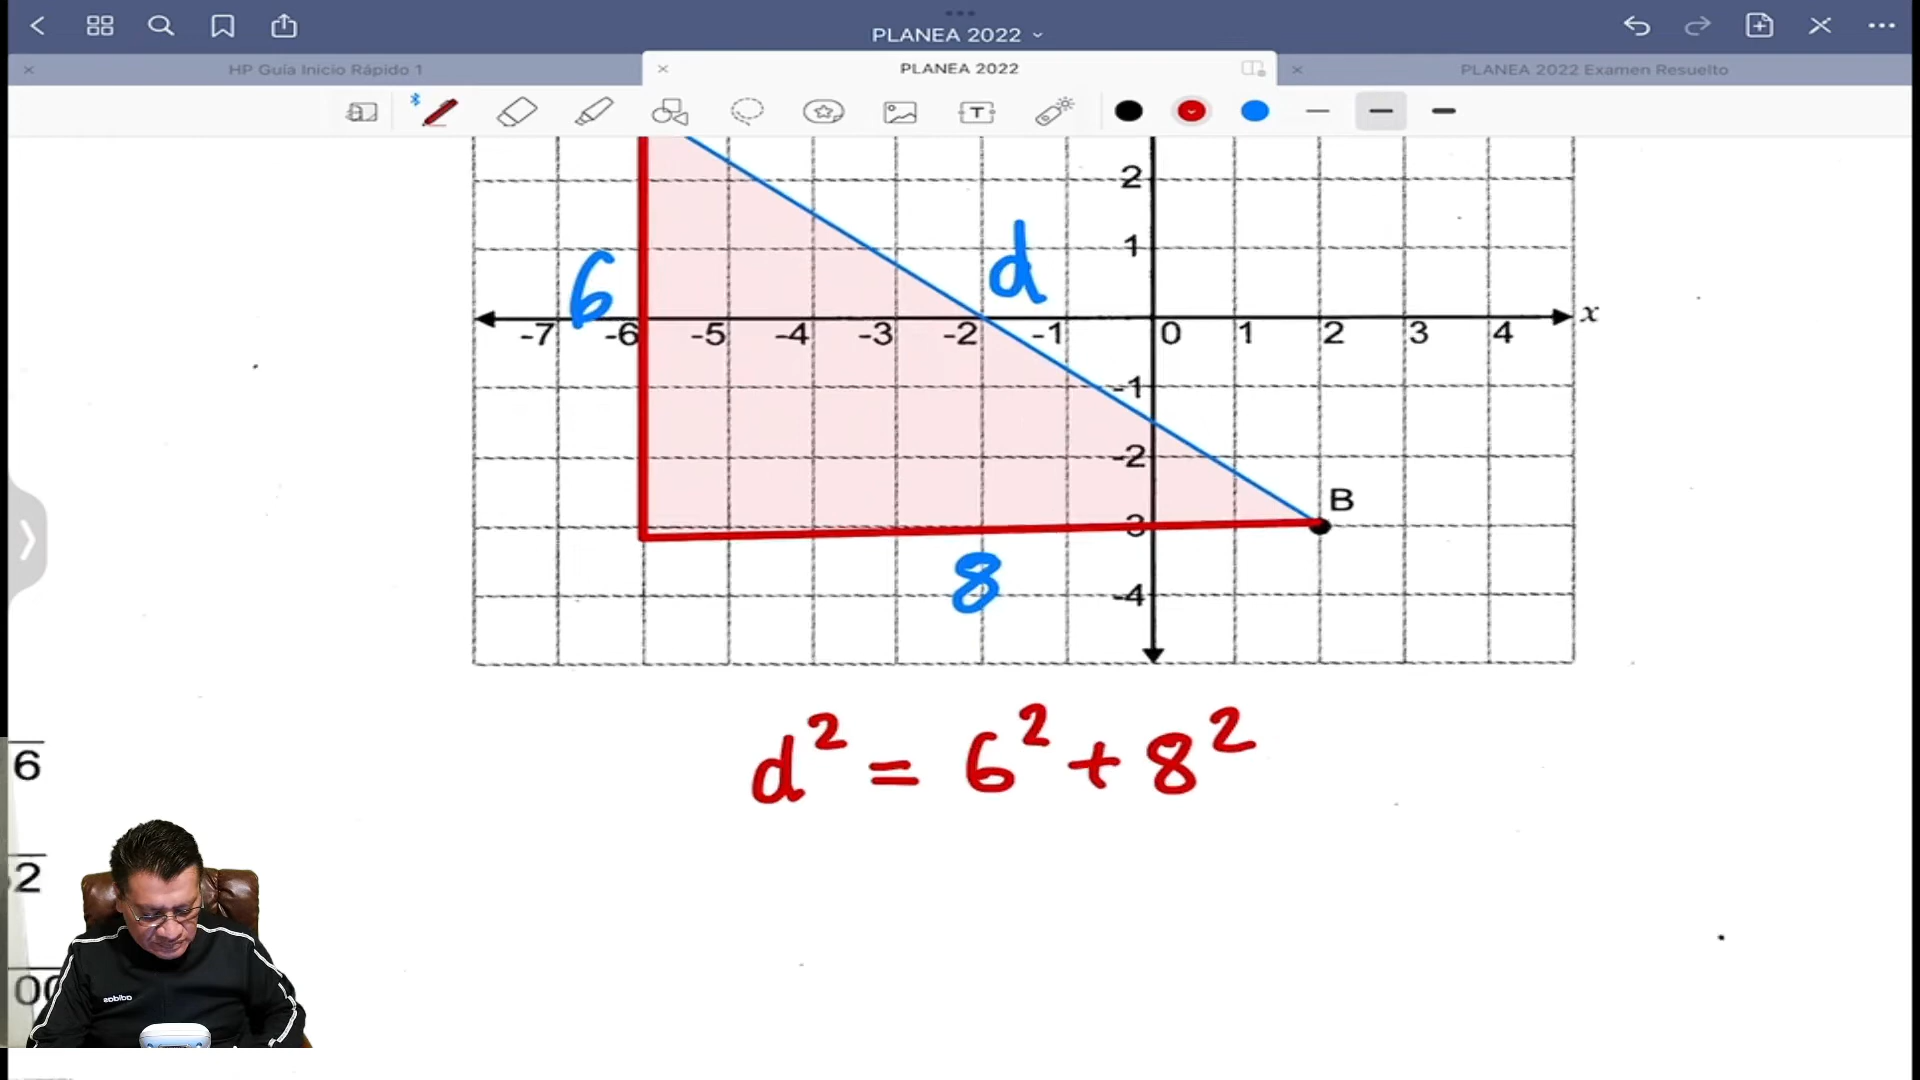 PLANEA 2022
HP Guía Inicio Rápido 1
PLANEA 2022
PLANEA 2022 Examen Resuelto
T
2
1
d
6
-7 -6 -5 -4 -3 -2 -1 0 1 2 3 4 x
-1
-2
B
-3
8
-4
d² = 6² + 8²
6
2
00
adidas